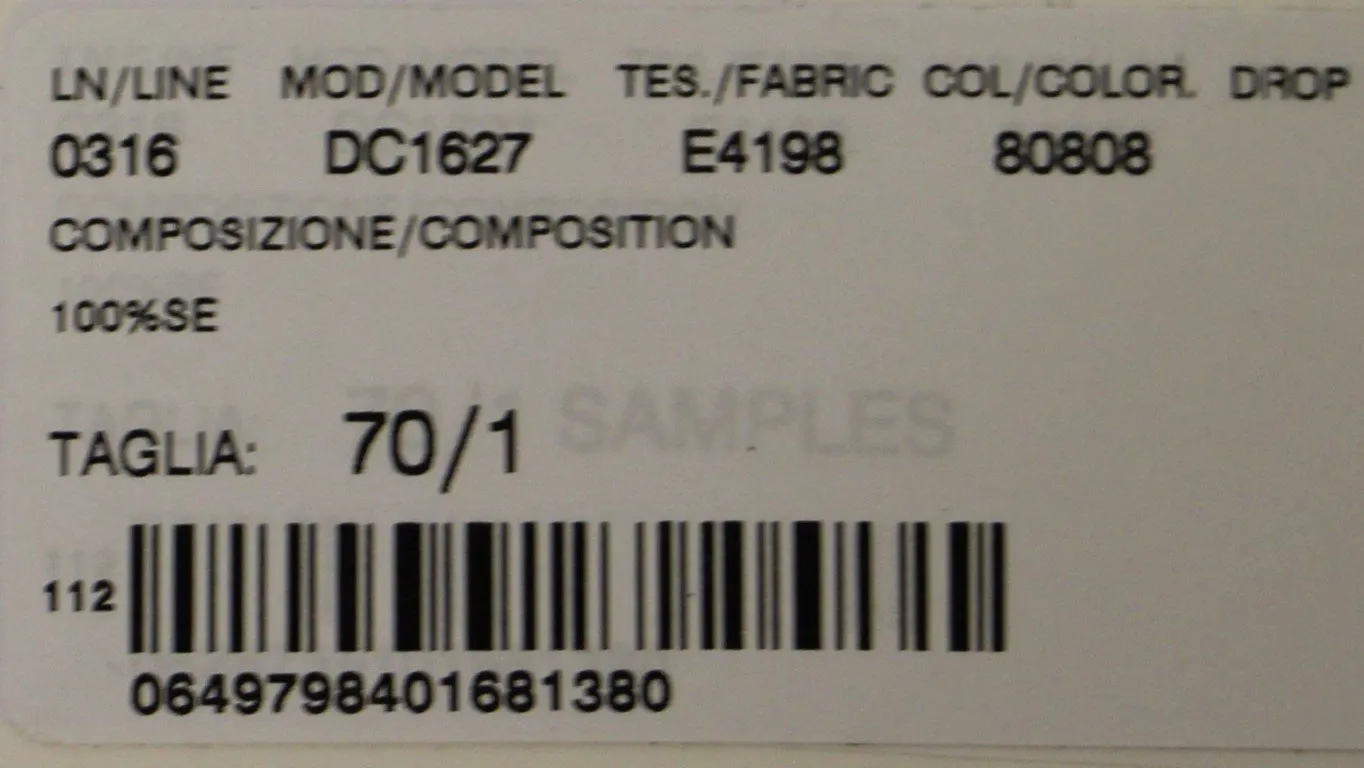 LN/LINE MOD/MODEL TES./FABRIC COL/COLOR. DROP
0316 DC1627 E4198 80808
COMPOSIZIONE/COMPOSITION
100%SE
TAGLIA: 70/1 SAMPLES
112
0649798401681380